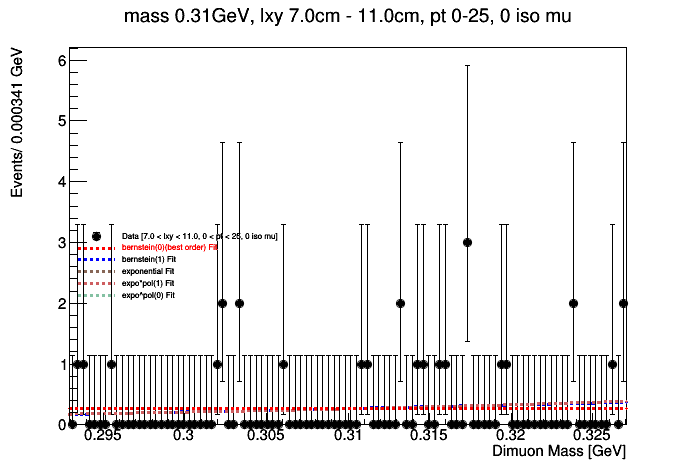 mass 0.31GeV, lxy 7.0cm - 11.0cm, pt 0-25, 0 iso mu
Events/ 0.000341 GeV
6
5
4
3
2
1
0
Data [7.0 < lxy < 11.0, 0 < pt < 25, 0 iso mu]
bernstein(0)(best order) Fit
bernstein(1) Fit
exponential Fit
expo*pol(1) Fit
expo^pol(0) Fit
0.295 0.3 0.305 0.31 0.315 0.32 0.325
Dimuon Mass [GeV]